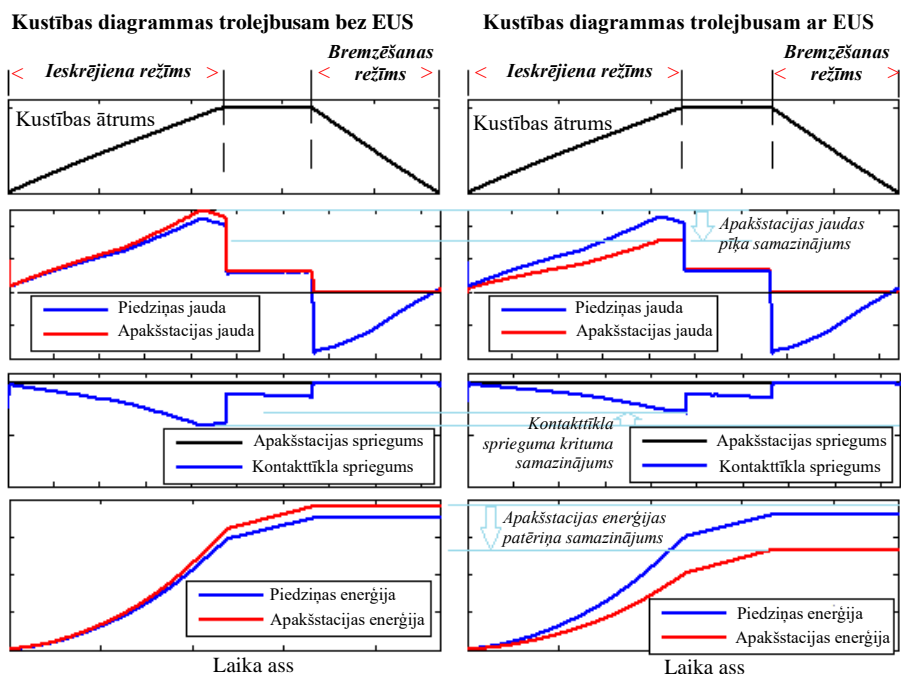 Kustības diagrammas trolejbusam bez EUS
Ieskrējiena režīms
Bremzēšanas
režīms
Kustības ātrums
Piedziņas jauda
Apakšstacijas jauda
Apakšstacijas spriegums
Kontakttīkla spriegums
Piedziņas enerģija
Apakšstacijas enerģija
Laika ass
Kustības diagrammas trolejbusam ar EUS
Ieskrējiena režīms
Bremzēšanas
režīms
Kustības ātrums
Apakšstacijas jaudas
pīķa samazinājums
Piedziņas jauda
Apakšstacijas jauda
Kontakttīkla
sprieguma krituma
samazinājums
Apakšstacijas spriegums
Kontakttīkla spriegums
Apakšstacijas enerģijas
patēriņa samazinājums
Piedziņas enerģija
Apakšstacijas enerģija
Laika ass